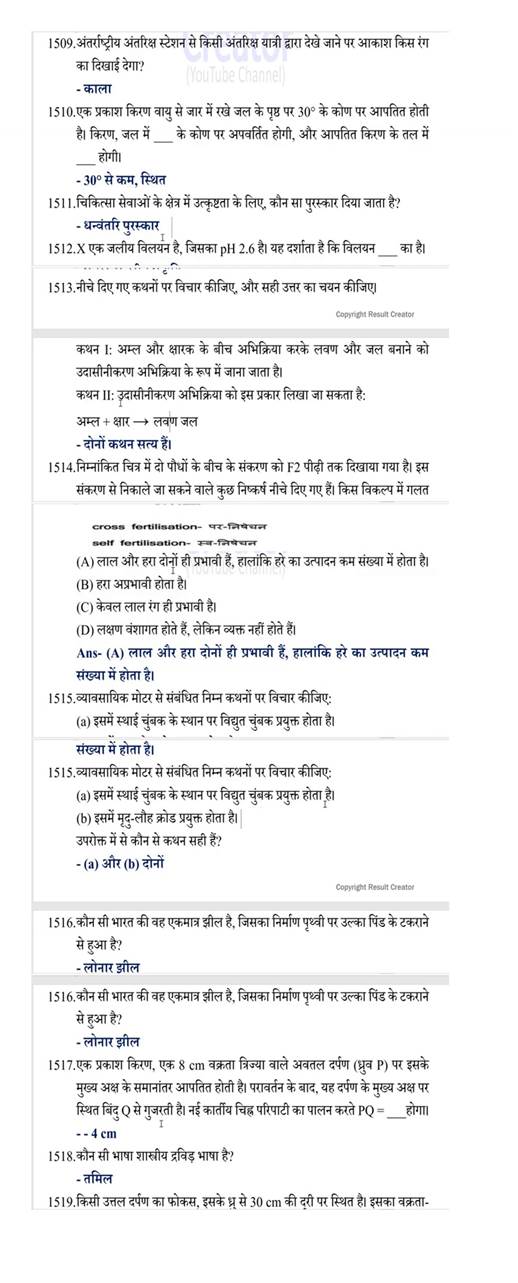 Creator
(YouTube Channel)
1509.अंतर्राष्ट्रीय अंतरिक्ष स्टेशन से किसी अंतरिक्ष यात्री द्वारा देखे जाने पर आकाश किस रंग
का दिखाई देगा?
- काला
1510.एक प्रकाश किरण वायु से जार में रखे जल के पृष्ठ पर 30° के कोण पर आपतित होती
है। किरण, जल में ___ के कोण पर अपवर्तित होगी, और आपतित किरण के तल में
___ होगी।
- 30° से कम, स्थित
1511.चिकित्सा सेवाओं के क्षेत्र में उत्कृष्टता के लिए, कौन सा पुरस्कार दिया जाता है?
- धन्वंतरि पुरस्कार
1512.X एक जलीय विलयन है, जिसका pH 2.6 है। यह दर्शाता है कि विलयन ___ का है।
1513.नीचे दिए गए कथनों पर विचार कीजिए, और सही उत्तर का चयन कीजिए।
Copyright Result Creator
कथन I: अम्ल और क्षारक के बीच अभिक्रिया करके लवण और जल बनाने को
उदासीनीकरण अभिक्रिया के रूप में जाना जाता है।
कथन II: उदासीनीकरण अभिक्रिया को इस प्रकार लिखा जा सकता है:
अम्ल + क्षार → लवण जल
- दोनों कथन सत्य हैं।
1514.निम्नांकित चित्र में दो पौधों के बीच के संकरण को F2 पीढ़ी तक दिखाया गया है। इस
संकरण से निकाले जा सकने वाले कुछ निष्कर्ष नीचे दिए गए हैं। किस विकल्प में गलत
cross fertilisation- पर-निषेचन
self fertilisation- स्व-निषेचन
(A) लाल और हरा दोनों ही प्रभावी हैं, हालांकि हरे का उत्पादन कम संख्या में होता है।
(B) हरा अप्रभावी होता है।
(C) केवल लाल रंग ही प्रभावी है।
(D) लक्षण वंशागत होते हैं, लेकिन व्यक्त नहीं होते हैं।
Ans- (A) लाल और हरा दोनों ही प्रभावी हैं, हालांकि हरे का उत्पादन कम
संख्या में होता है।
1515.व्यावसायिक मोटर से संबंधित निम्न कथनों पर विचार कीजिए:
(a) इसमें स्थाई चुंबक के स्थान पर विद्युत चुंबक प्रयुक्त होता है।
संख्या में होता है।
1515.व्यावसायिक मोटर से संबंधित निम्न कथनों पर विचार कीजिए:
(a) इसमें स्थाई चुंबक के स्थान पर विद्युत चुंबक प्रयुक्त होता है।
(b) इसमें मृदु-लौह क्रोड प्रयुक्त होता है।
उपरोक्त में से कौन से कथन सही हैं?
- (a) और (b) दोनों
Copyright Result Creator
1516.कौन सी भारत की वह एकमात्र झील है, जिसका निर्माण पृथ्वी पर उल्का पिंड के टकराने
से हुआ है?
- लोनार झील
1516.कौन सी भारत की वह एकमात्र झील है, जिसका निर्माण पृथ्वी पर उल्का पिंड के टकराने
से हुआ है?
- लोनार झील
1517.एक प्रकाश किरण, एक 8 cm वक्रता त्रिज्या वाले अवतल दर्पण (ध्रुव P) पर इसके
मुख्य अक्ष के समानांतर आपतित होती है। परावर्तन के बाद, यह दर्पण के मुख्य अक्ष पर
स्थित बिंदु Q से गुजरती है। नई कार्तीय चिह्न परिपाटी का पालन करते PQ = ___होगा।
- - 4 cm
1518.कौन सी भाषा शास्त्रीय द्रविड़ भाषा है?
- तमिल
1519.किसी उत्तल दर्पण का फोकस, इसके ध्रु से 30 cm की दूरी पर स्थित है। इसका वक्रता-